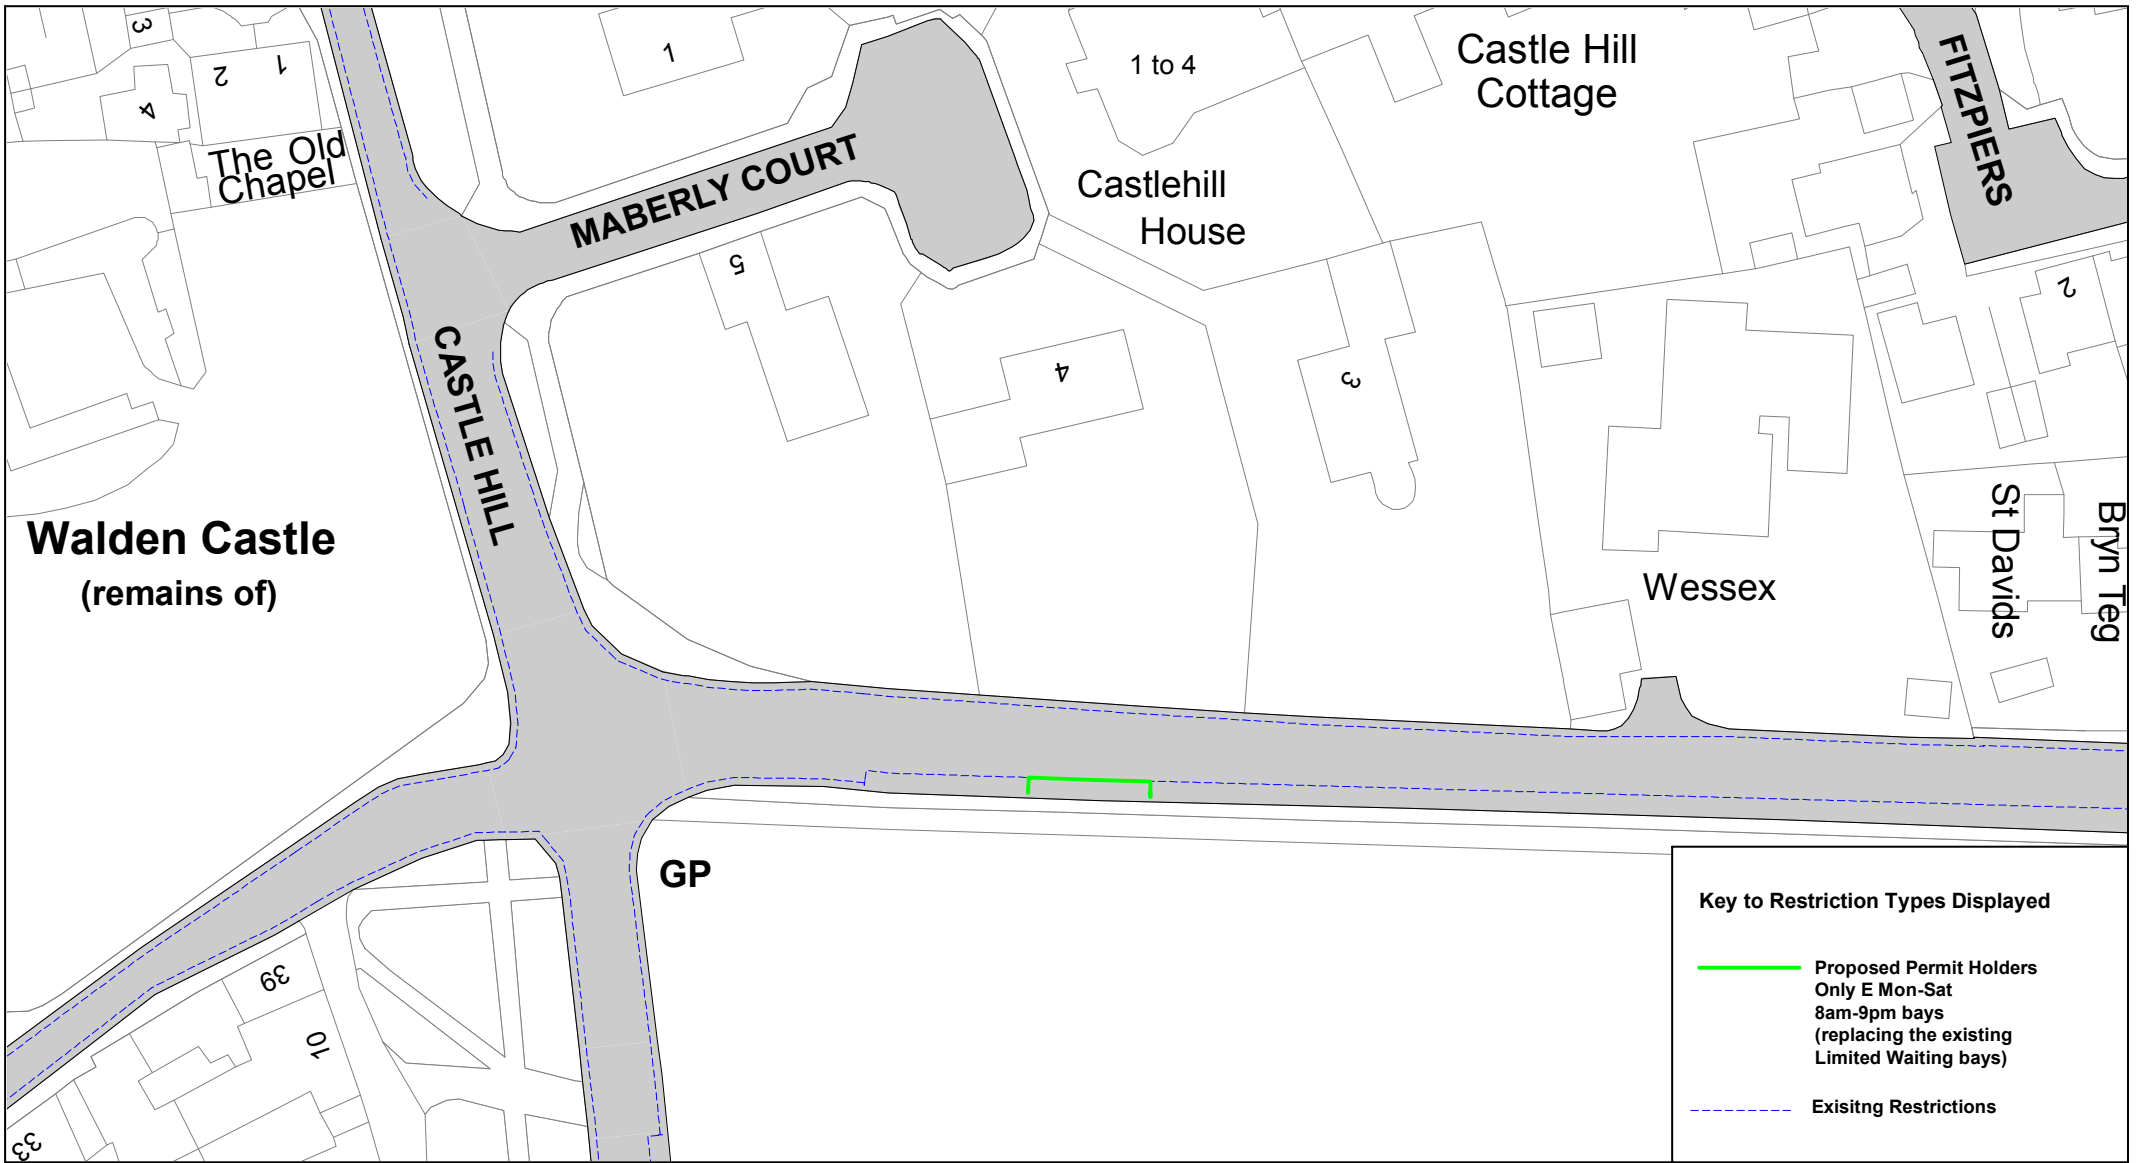 3
2
1
4
The Old
Chapel
1
1 to 4
Castle Hill
Cottage
FITZPIERS
MABERLY COURT
Castlehill
House
5
4
3
2
CASTLE HILL
Walden Castle
(remains of)
Wessex
St Davids
Bryn Teg
GP
39
10
33
Key to Restriction Types Displayed
Proposed Permit Holders
Only E Mon-Sat
8am-9pm bays
(replacing the existing
Limited Waiting bays)
Exisitng Restrictions